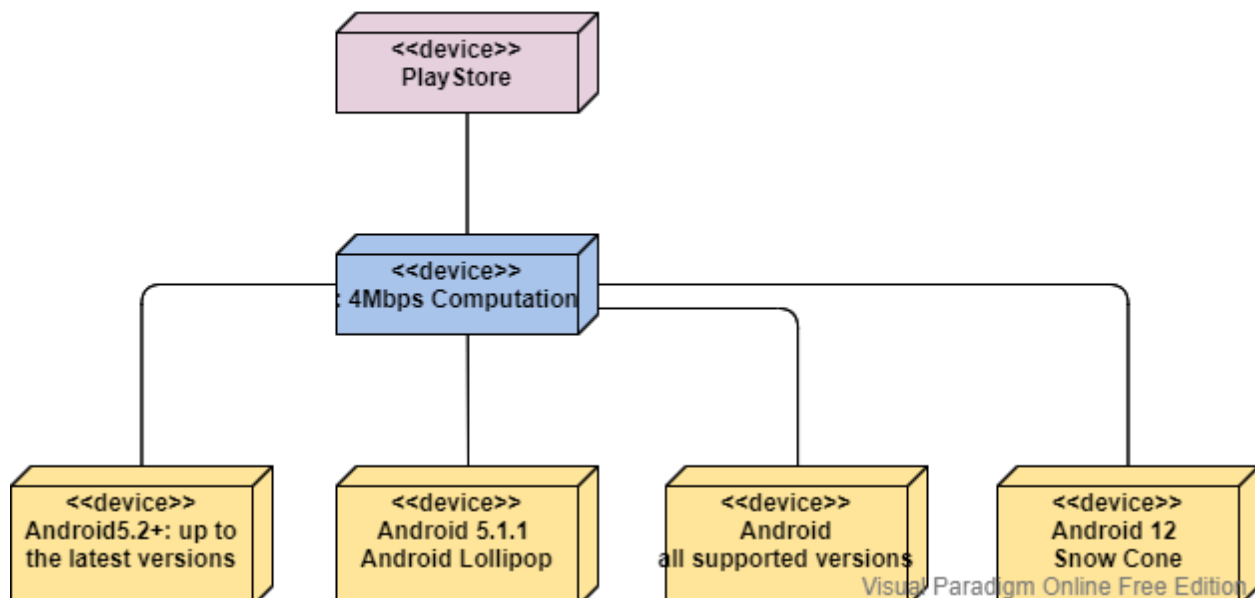 <<device>>
PlayStore
<<device>>
: 4Mbps Computation
<<device>>
Android5.2+: up to
the latest versions
<<device>>
Android 5.1.1
Android Lollipop
<<device>>
Android
all supported versions
<<device>>
Android 12
Snow Cone
Visual Paradigm Online Free Edition